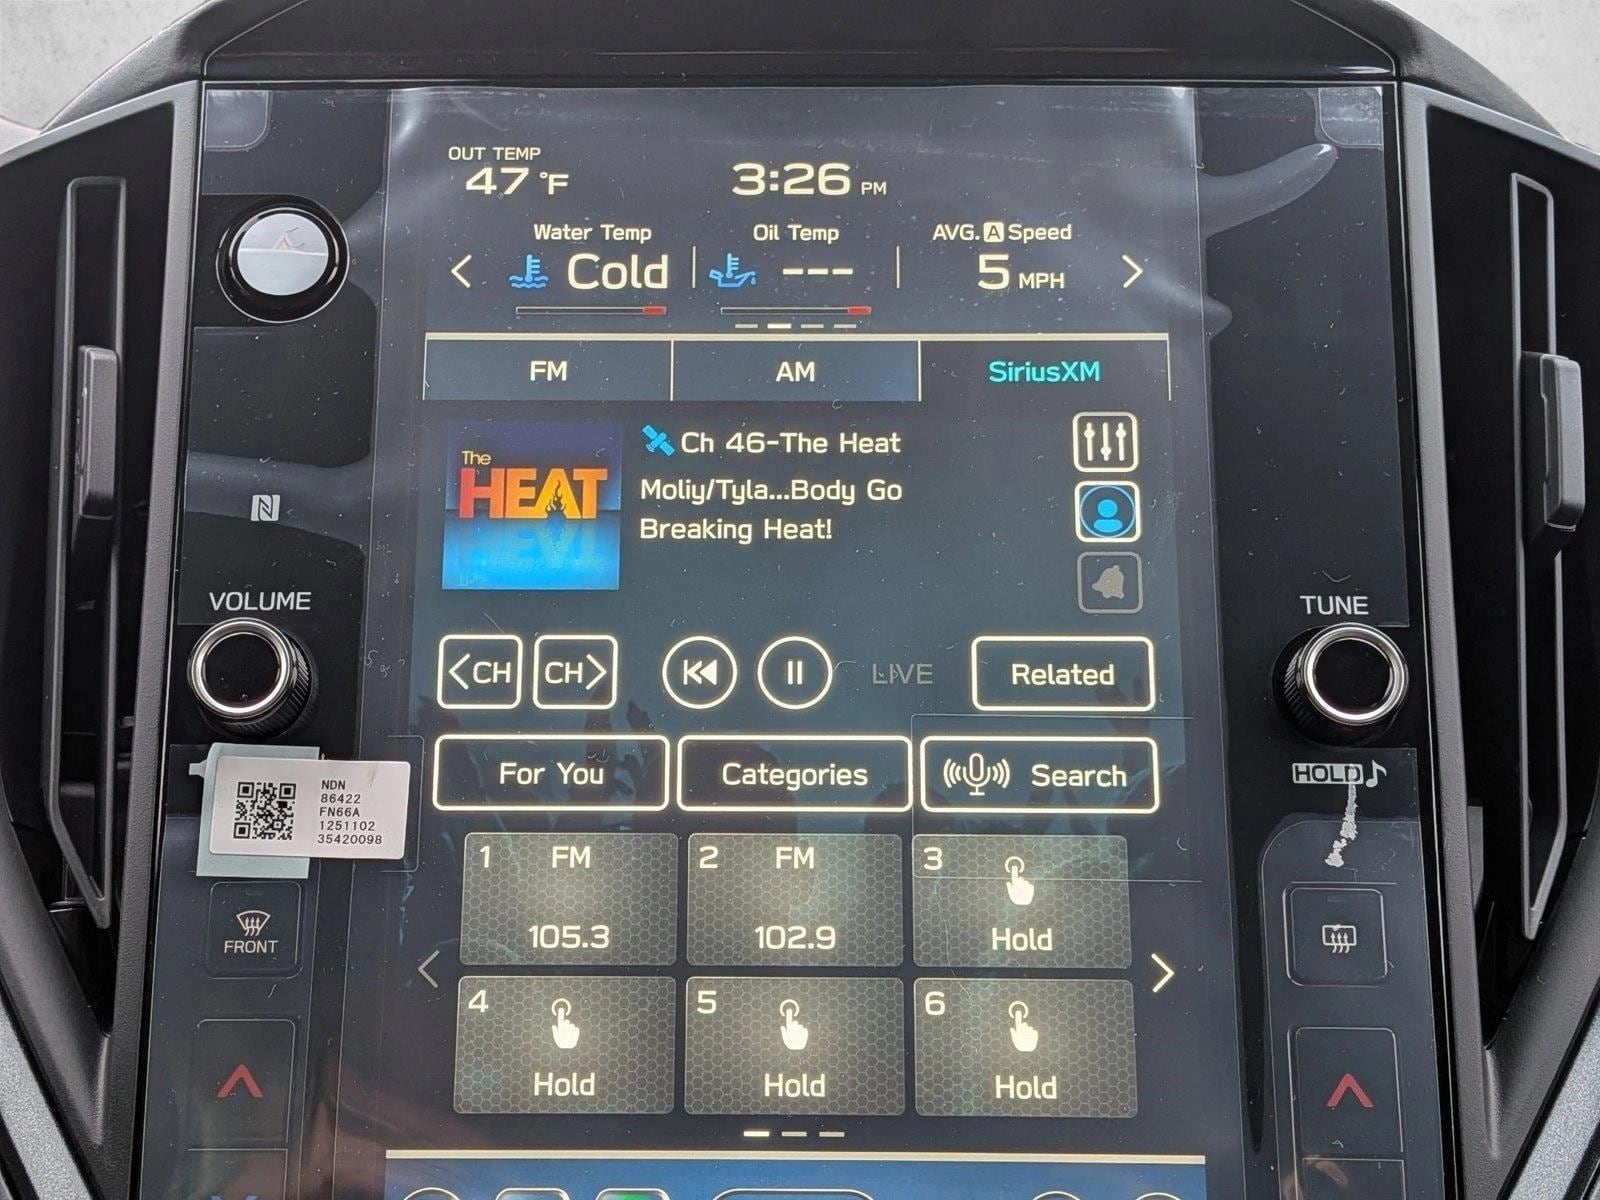 OUT TEMP
47 °F
3:26 PM
Water Temp
Cold
Oil Temp
---
AVG. A Speed
5 MPH
FM
AM
SiriusXM
The
HEAT
Ch 46-The Heat
Moliy/Tyla...Body Go
Breaking Heat!
VOLUME
TUNE
<CH
CH>
LIVE
Related
For You
Categories
Search
HOLD
NDN
86422
FN66A
1251102
35420098
1 FM
105.3
2 FM
102.9
3
Hold
FRONT
4
Hold
5
Hold
6
Hold